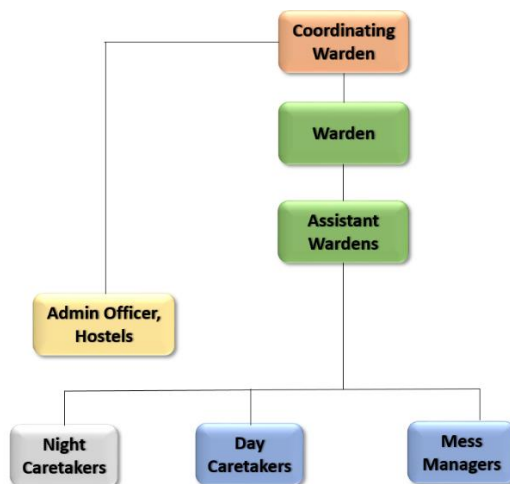 Coordinating
Warden
Warden
Assistant
Wardens
Admin Officer,
Hostels
Night
Caretakers
Day
Caretakers
Mess
Managers